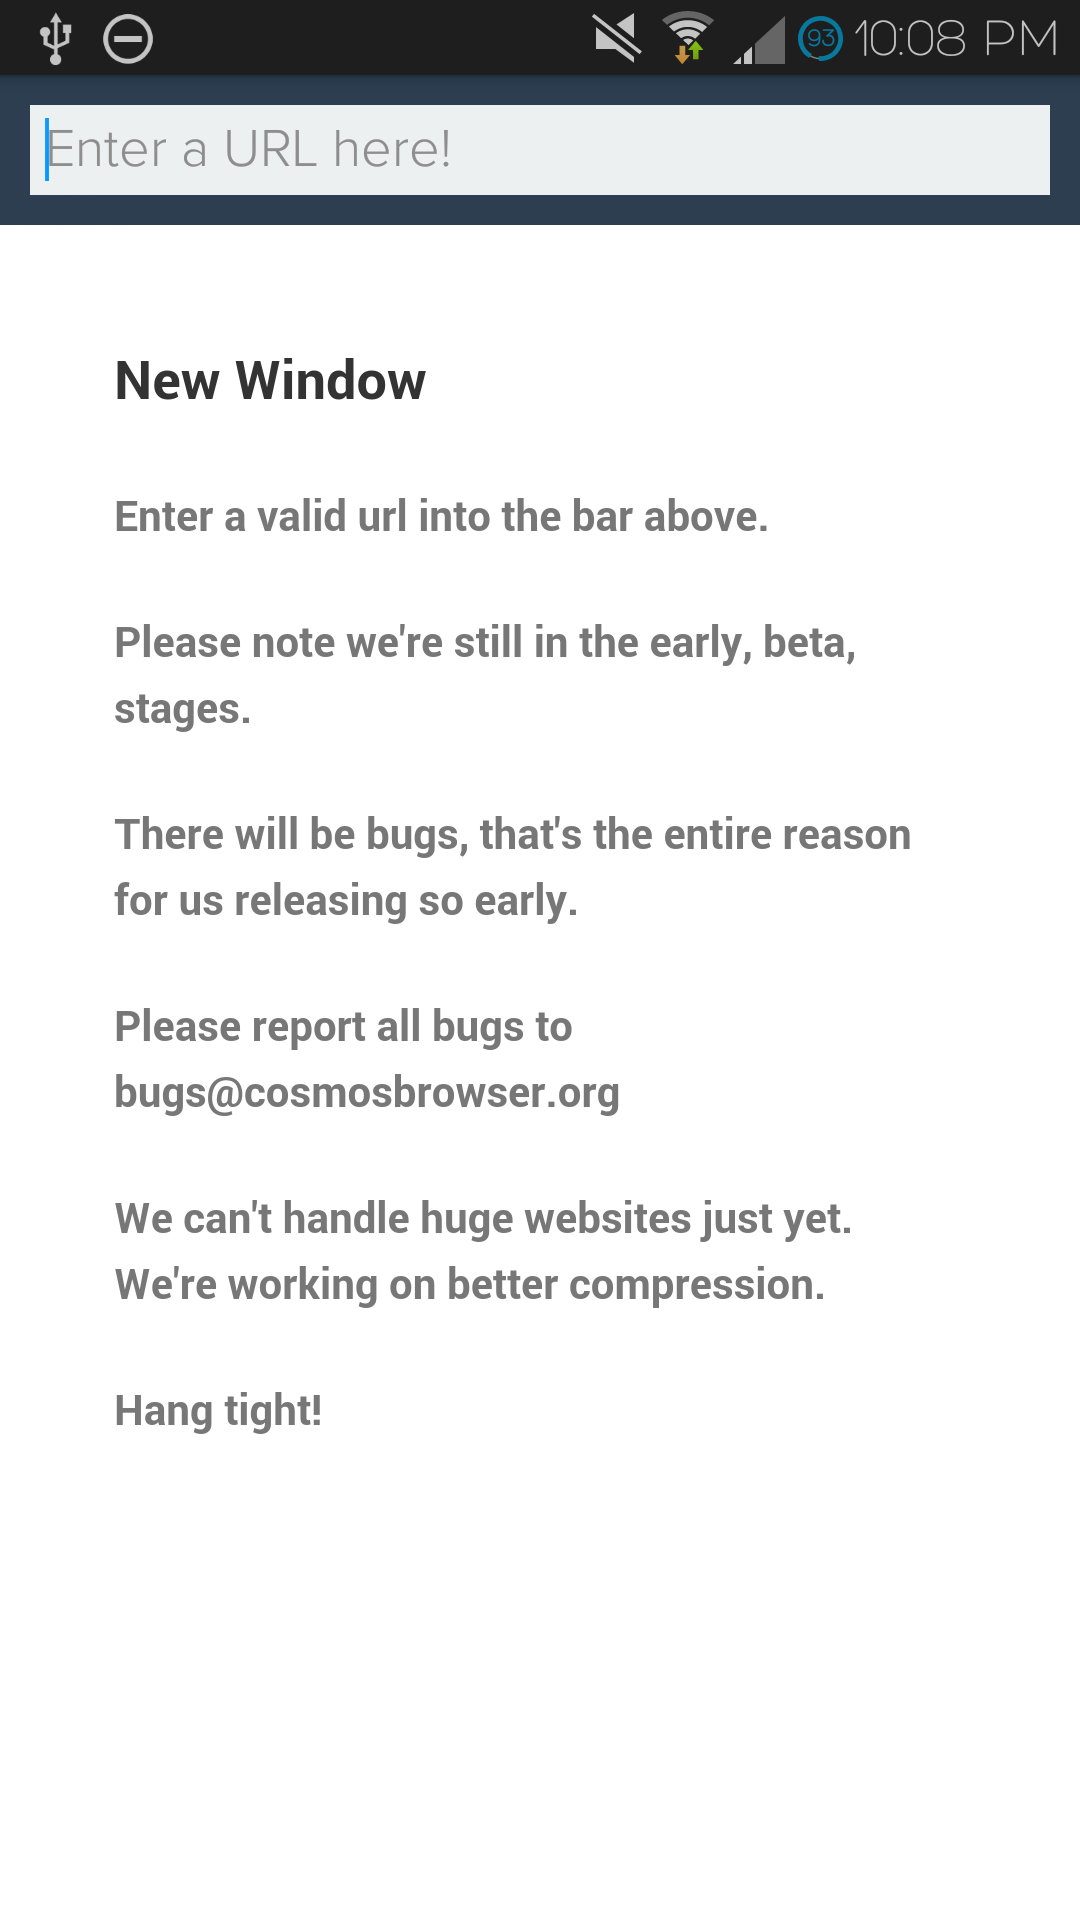 93 10:08 PM
Enter a URL here!
New Window
Enter a valid url into the bar above.
Please note we're still in the early, beta,
stages.
There will be bugs, that's the entire reason
for us releasing so early.
Please report all bugs to
bugs@cosmosbrowser.org
We can't handle huge websites just yet.
We're working on better compression.
Hang tight!